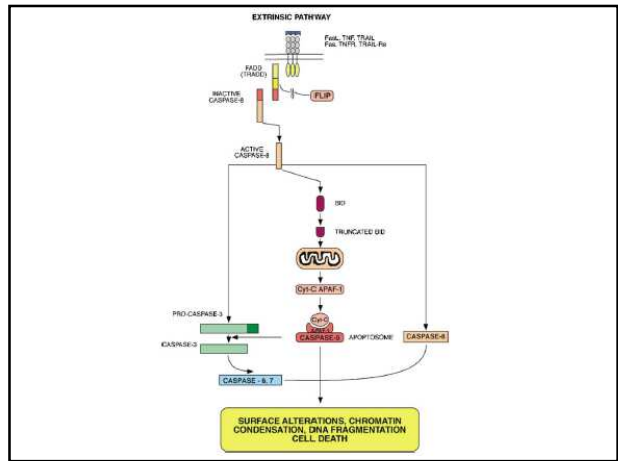 EXTRINSIC PATHWAY
FasL, TNF, TRAIL
Fas, TNFR, TRAIL-Rs
FADD
(TRADD)
INACTIVE
CASPASE-8
FLIP
ACTIVE
CASPASE-8
BID
TRUNCATED BID
Cyt-C APAF-1
PRO-CASPASE-3
Cyt-C
APAF-1
CASPASE-9
APOPTOSOME
CASPASE-3
CASPASE - 6, 7
SURFACE ALTERATIONS, CHROMATIN
CONDENSATION, DNA FRAGMENTATION
CELL DEATH